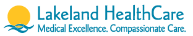 Lakeland HealthCare
Medical Excellence. Compassionate Care.